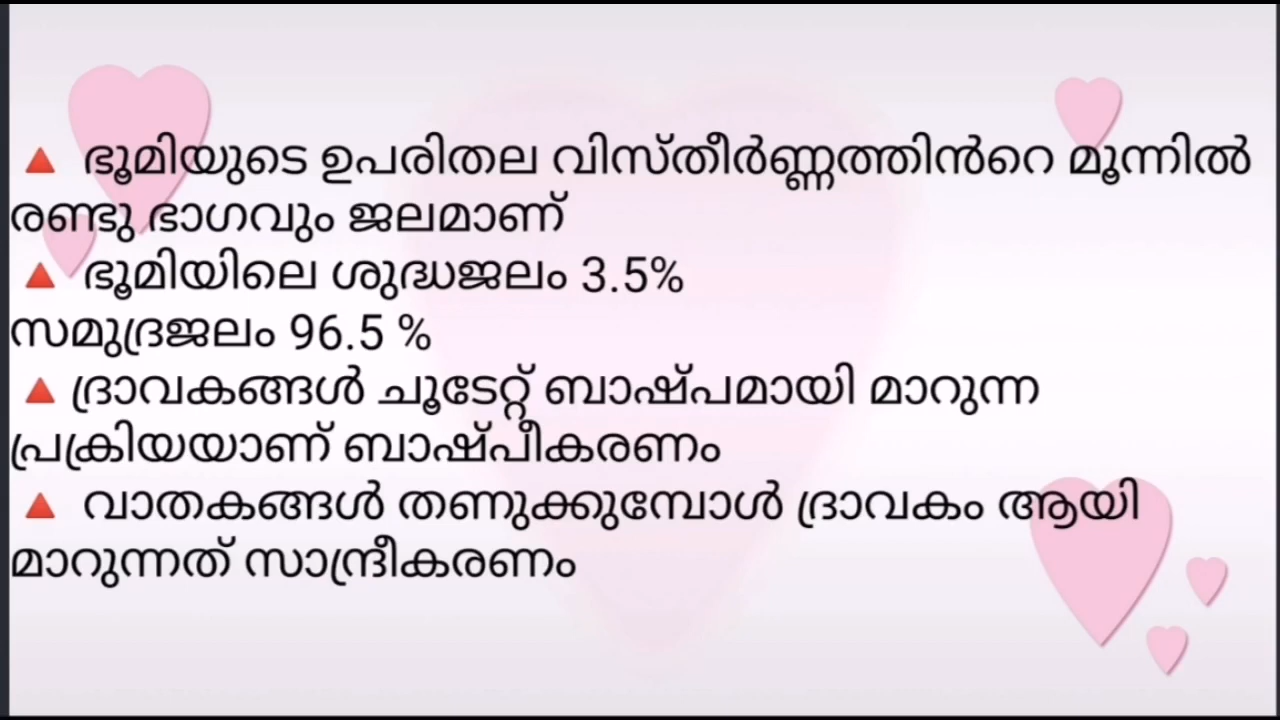 🔺 ഭൂമിയുടെ ഉപരിതല വിസ്തീർണ്ണത്തിൻറെ മൂന്നിൽ
രണ്ടു ഭാഗവും ജലമാണ്
🔺 ഭൂമിയിലെ ശുദ്ധജലം 3.5%
സമുദ്രജലം 96.5 %
🔺ദ്രാവകങ്ങൾ ചൂടേറ്റ് ബാഷ്പമായി മാറുന്ന
പ്രക്രിയയാണ് ബാഷ്പീകരണം
🔺 വാതകങ്ങൾ തണുക്കുമ്പോൾ ദ്രാവകം ആയി
മാറുന്നത് സാന്ദ്രീകരണം